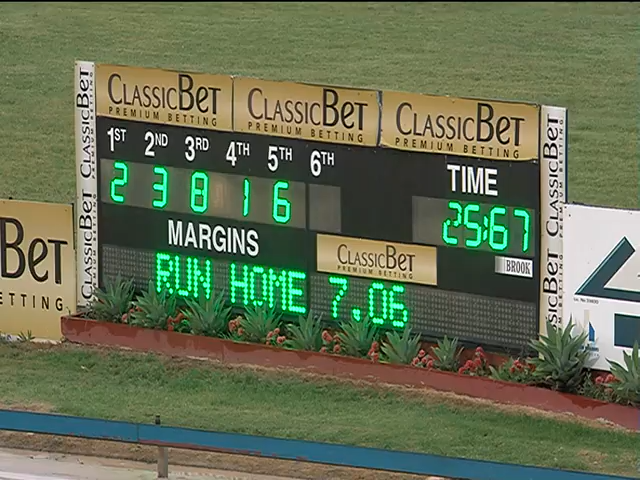 CLASSICBET CLASSICBET CLASSICBET
PREMIUM BETTING PREMIUM BETTING PREMIUM BETTING
1ST 2ND 3RD 4TH 5TH 6TH
TIME
2 3 8 1 6
25:67
MARGINS
CLASSICBET
PREMIUM BETTING
BROOK
RUN HOME 7.06
Bet
ETTING
CLASSICBET
CLASSICBET
CLASSICBET